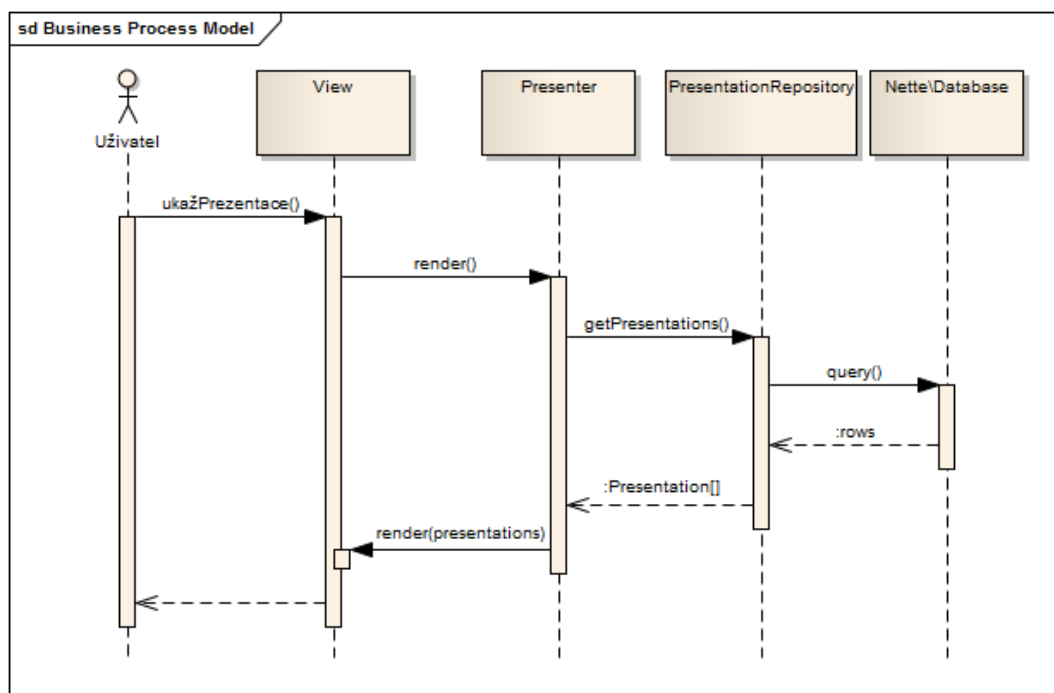 sd Business Process Model
View
Presenter
PresentationRepository
Nette\Database
Uživatel
ukažPrezentace()
render()
getPresentations()
query()
:rows
:Presentation[]
render(presentations)